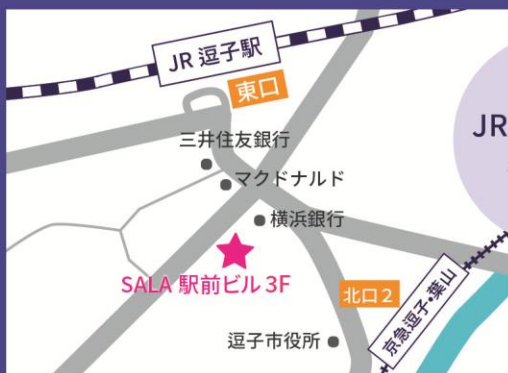 JR 逗子駅
東口
JR
三井住友銀行
マクドナルド
横浜銀行
SALA 駅前ビル 3F
北口2
京急逗子・葉山
逗子市役所